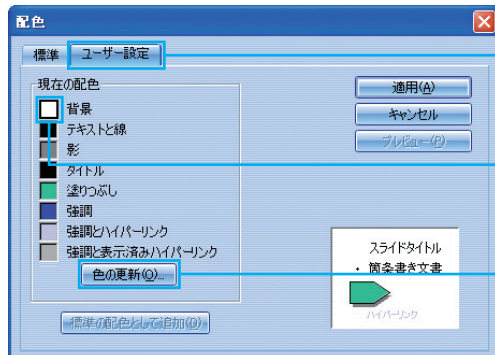 配色
標準 ユーザー設定
現在の配色
背景
テキストと線
影
タイトル
塗りつぶし
強調
強調とハイパーリンク
強調と表示済みハイパーリンク
色の更新(O)...
標準の配色として追加(D)
適用(A)
キャンセル
プレビュー(P)
スライドタイトル
・ 箇条書き文書
ハイパーリンク